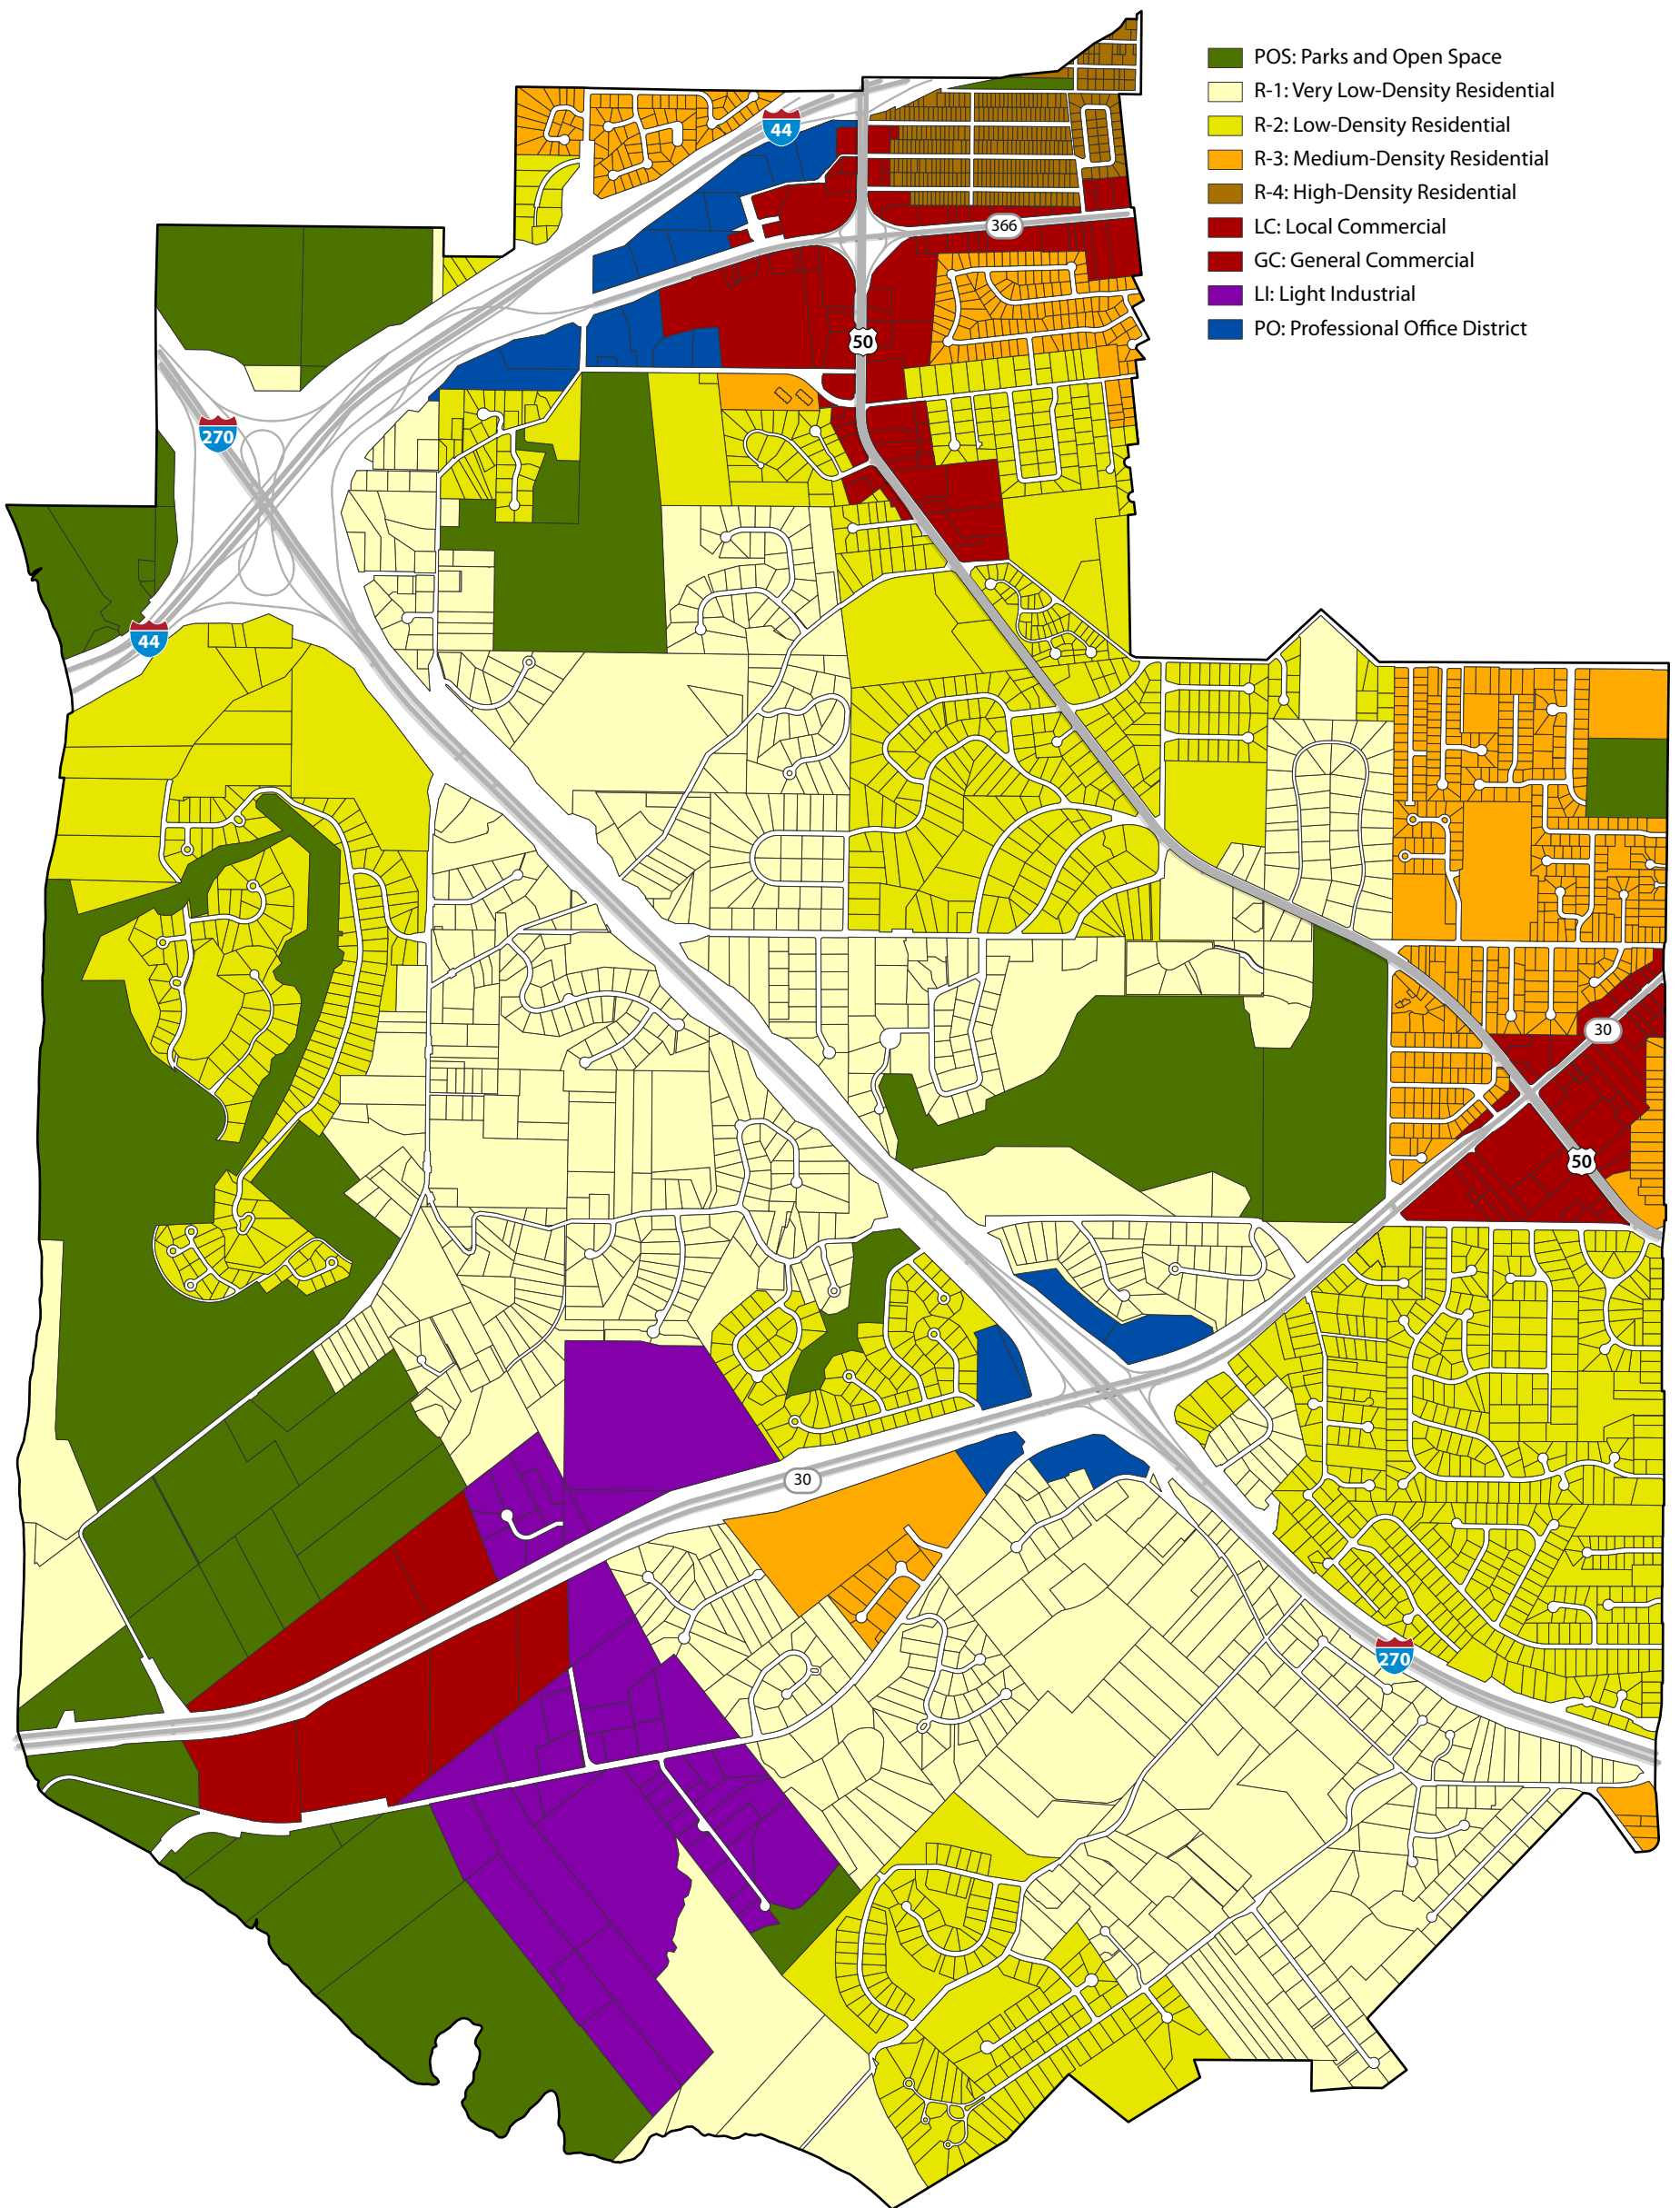 POS: Parks and Open Space
R-1: Very Low-Density Residential
R-2: Low-Density Residential
R-3: Medium-Density Residential
R-4: High-Density Residential
LC: Local Commercial
GC: General Commercial
LI: Light Industrial
PO: Professional Office District
44
366
50
270
44
30
50
30
270